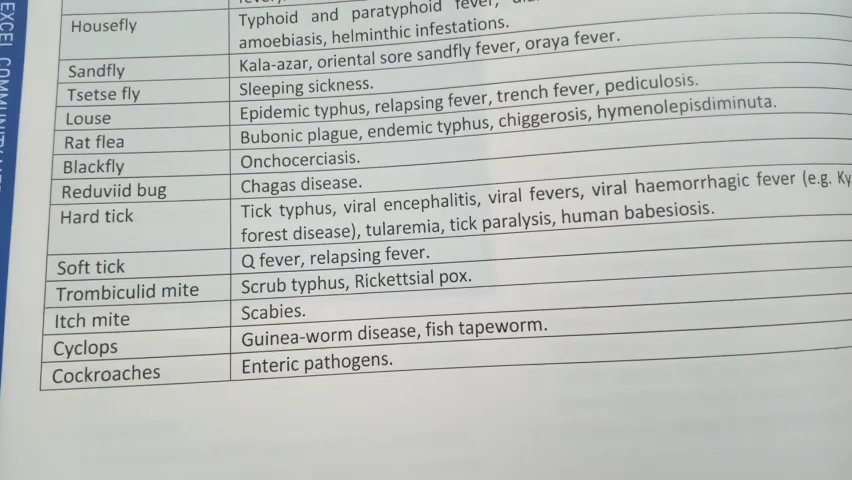 EXCEL COMMUNITY
Housefly
Typhoid and paratyphoid fever,
amoebiasis, helminthic infestations.
Sandfly
Kala-azar, oriental sore sandfly fever, oraya fever.
Tsetse fly
Sleeping sickness.
Louse
Epidemic typhus, relapsing fever, trench fever, pediculosis.
Rat flea
Bubonic plague, endemic typhus, chiggerosis, hymenolepisdiminuta.
Blackfly
Onchocerciasis.
Reduviid bug
Chagas disease.
Hard tick
Tick typhus, viral encephalitis, viral fevers, viral haemorrhagic fever (e.g. Ky
forest disease), tularemia, tick paralysis, human babesiosis.
Soft tick
Q fever, relapsing fever.
Trombiculid mite
Scrub typhus, Rickettsial pox.
Itch mite
Scabies.
Cyclops
Guinea-worm disease, fish tapeworm.
Cockroaches
Enteric pathogens.